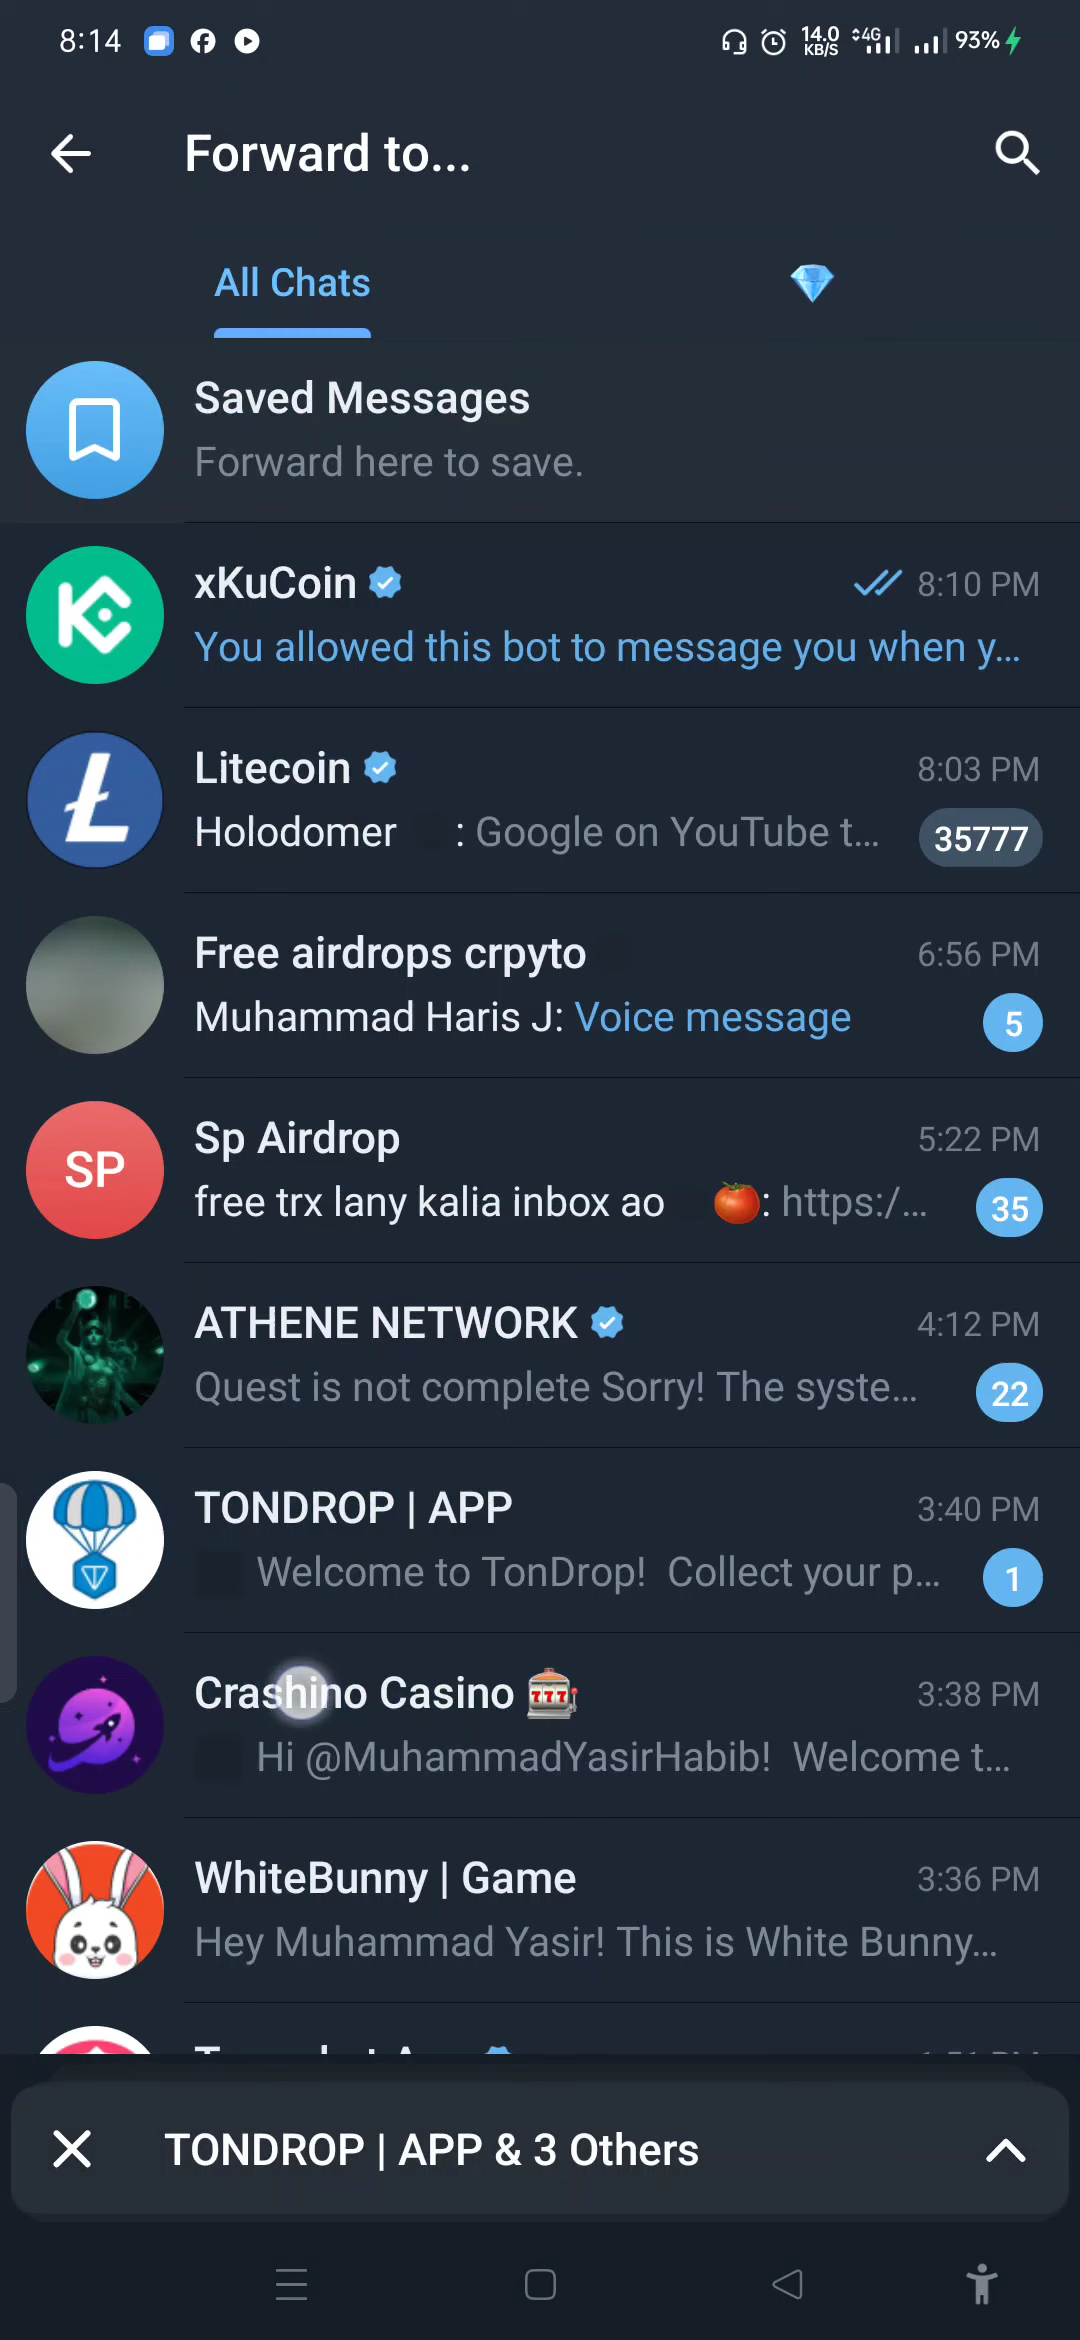 8:14
14.0
KB/S
4G
93%
Forward to...
All Chats
Saved Messages
Forward here to save.
xKuCoin
8:10 PM
You allowed this bot to message you when y...
Litecoin
8:03 PM
Holodomer : Google on YouTube t...
35777
Free airdrops crpyto
6:56 PM
Muhammad Haris J: Voice message
5
SP
Sp Airdrop
5:22 PM
free trx lany kalia inbox ao 🍅: https:/...
35
ATHENE NETWORK
4:12 PM
Quest is not complete Sorry! The syste...
22
TONDROP | APP
3:40 PM
Welcome to TonDrop! Collect your p...
1
Crashino Casino 🎰
3:38 PM
Hi @MuhammadYasirHabib! Welcome t...
WhiteBunny | Game
3:36 PM
Hey Muhammad Yasir! This is White Bunny...
TONDROP | APP & 3 Others